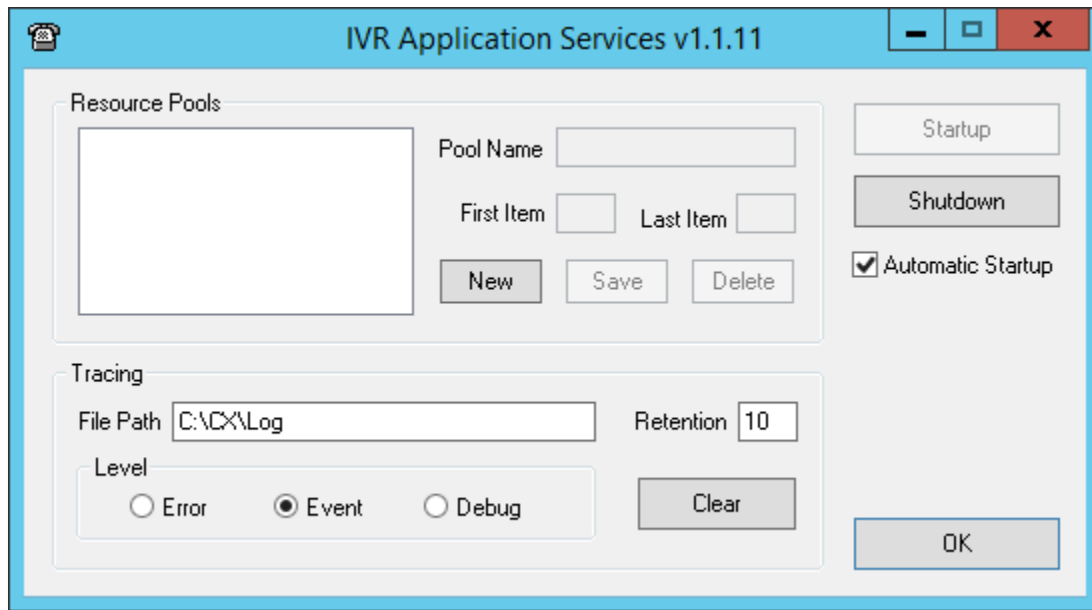 IVR Application Services v1.1.11
Resource Pools
Pool Name
First Item Last Item
New Save Delete
Startup
Shutdown
Automatic Startup
Tracing
File Path C:\CX\Log Retention 10
Level
Error Event Debug
Clear
OK